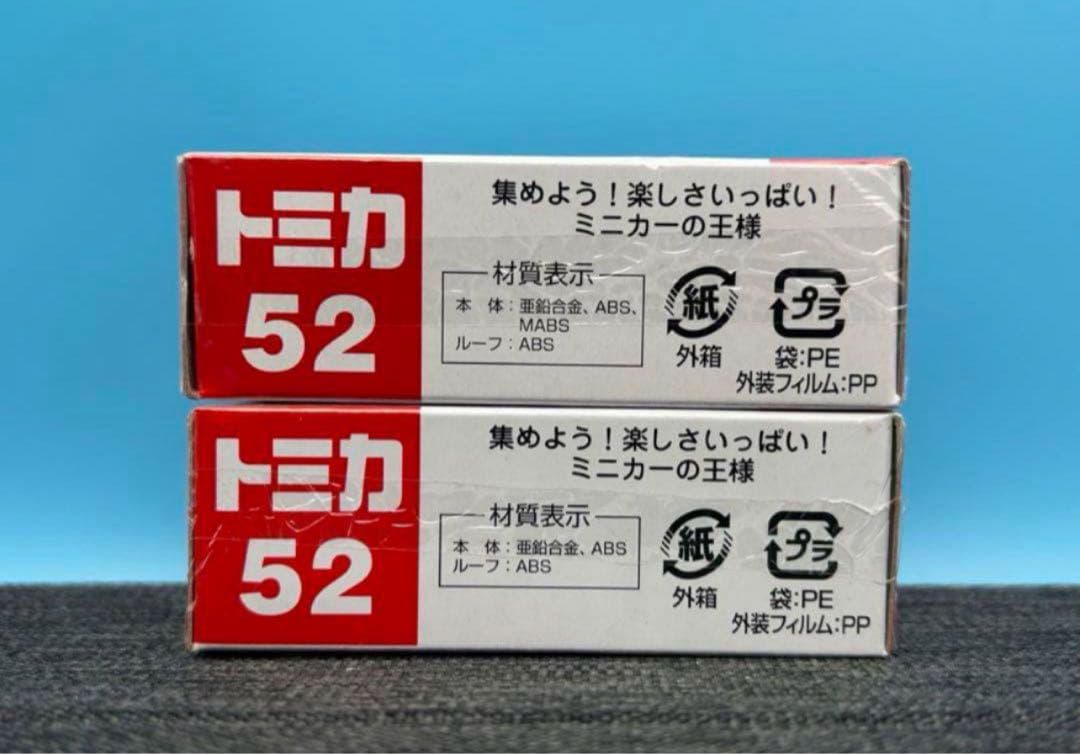 トミカ
52
集めよう!楽しさいっぱい!
ミニカーの王様
材質表示
本 体:亜鉛合金、ABS、
MABS
ルーフ:ABS
紙
外箱
プラ
袋:PE
外装フィルム:PP
トミカ
52
集めよう!楽しさいっぱい!
ミニカーの王様
材質表示
本 体:亜鉛合金、ABS
ルーフ:ABS
紙
外箱
プラ
袋:PE
外装フィルム:PP